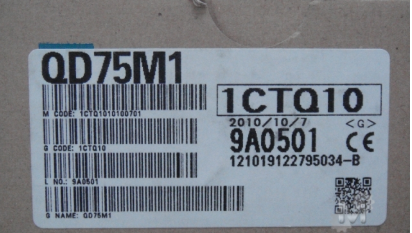 QD75M1
M CODE: 1CTQ1010100701
1CTQ10
2010/10/7 <G>
G CODE: 1CTQ10
9A0501 CE
121019122795034-B
L NO.: 9A0501
G NAME: QD75M1